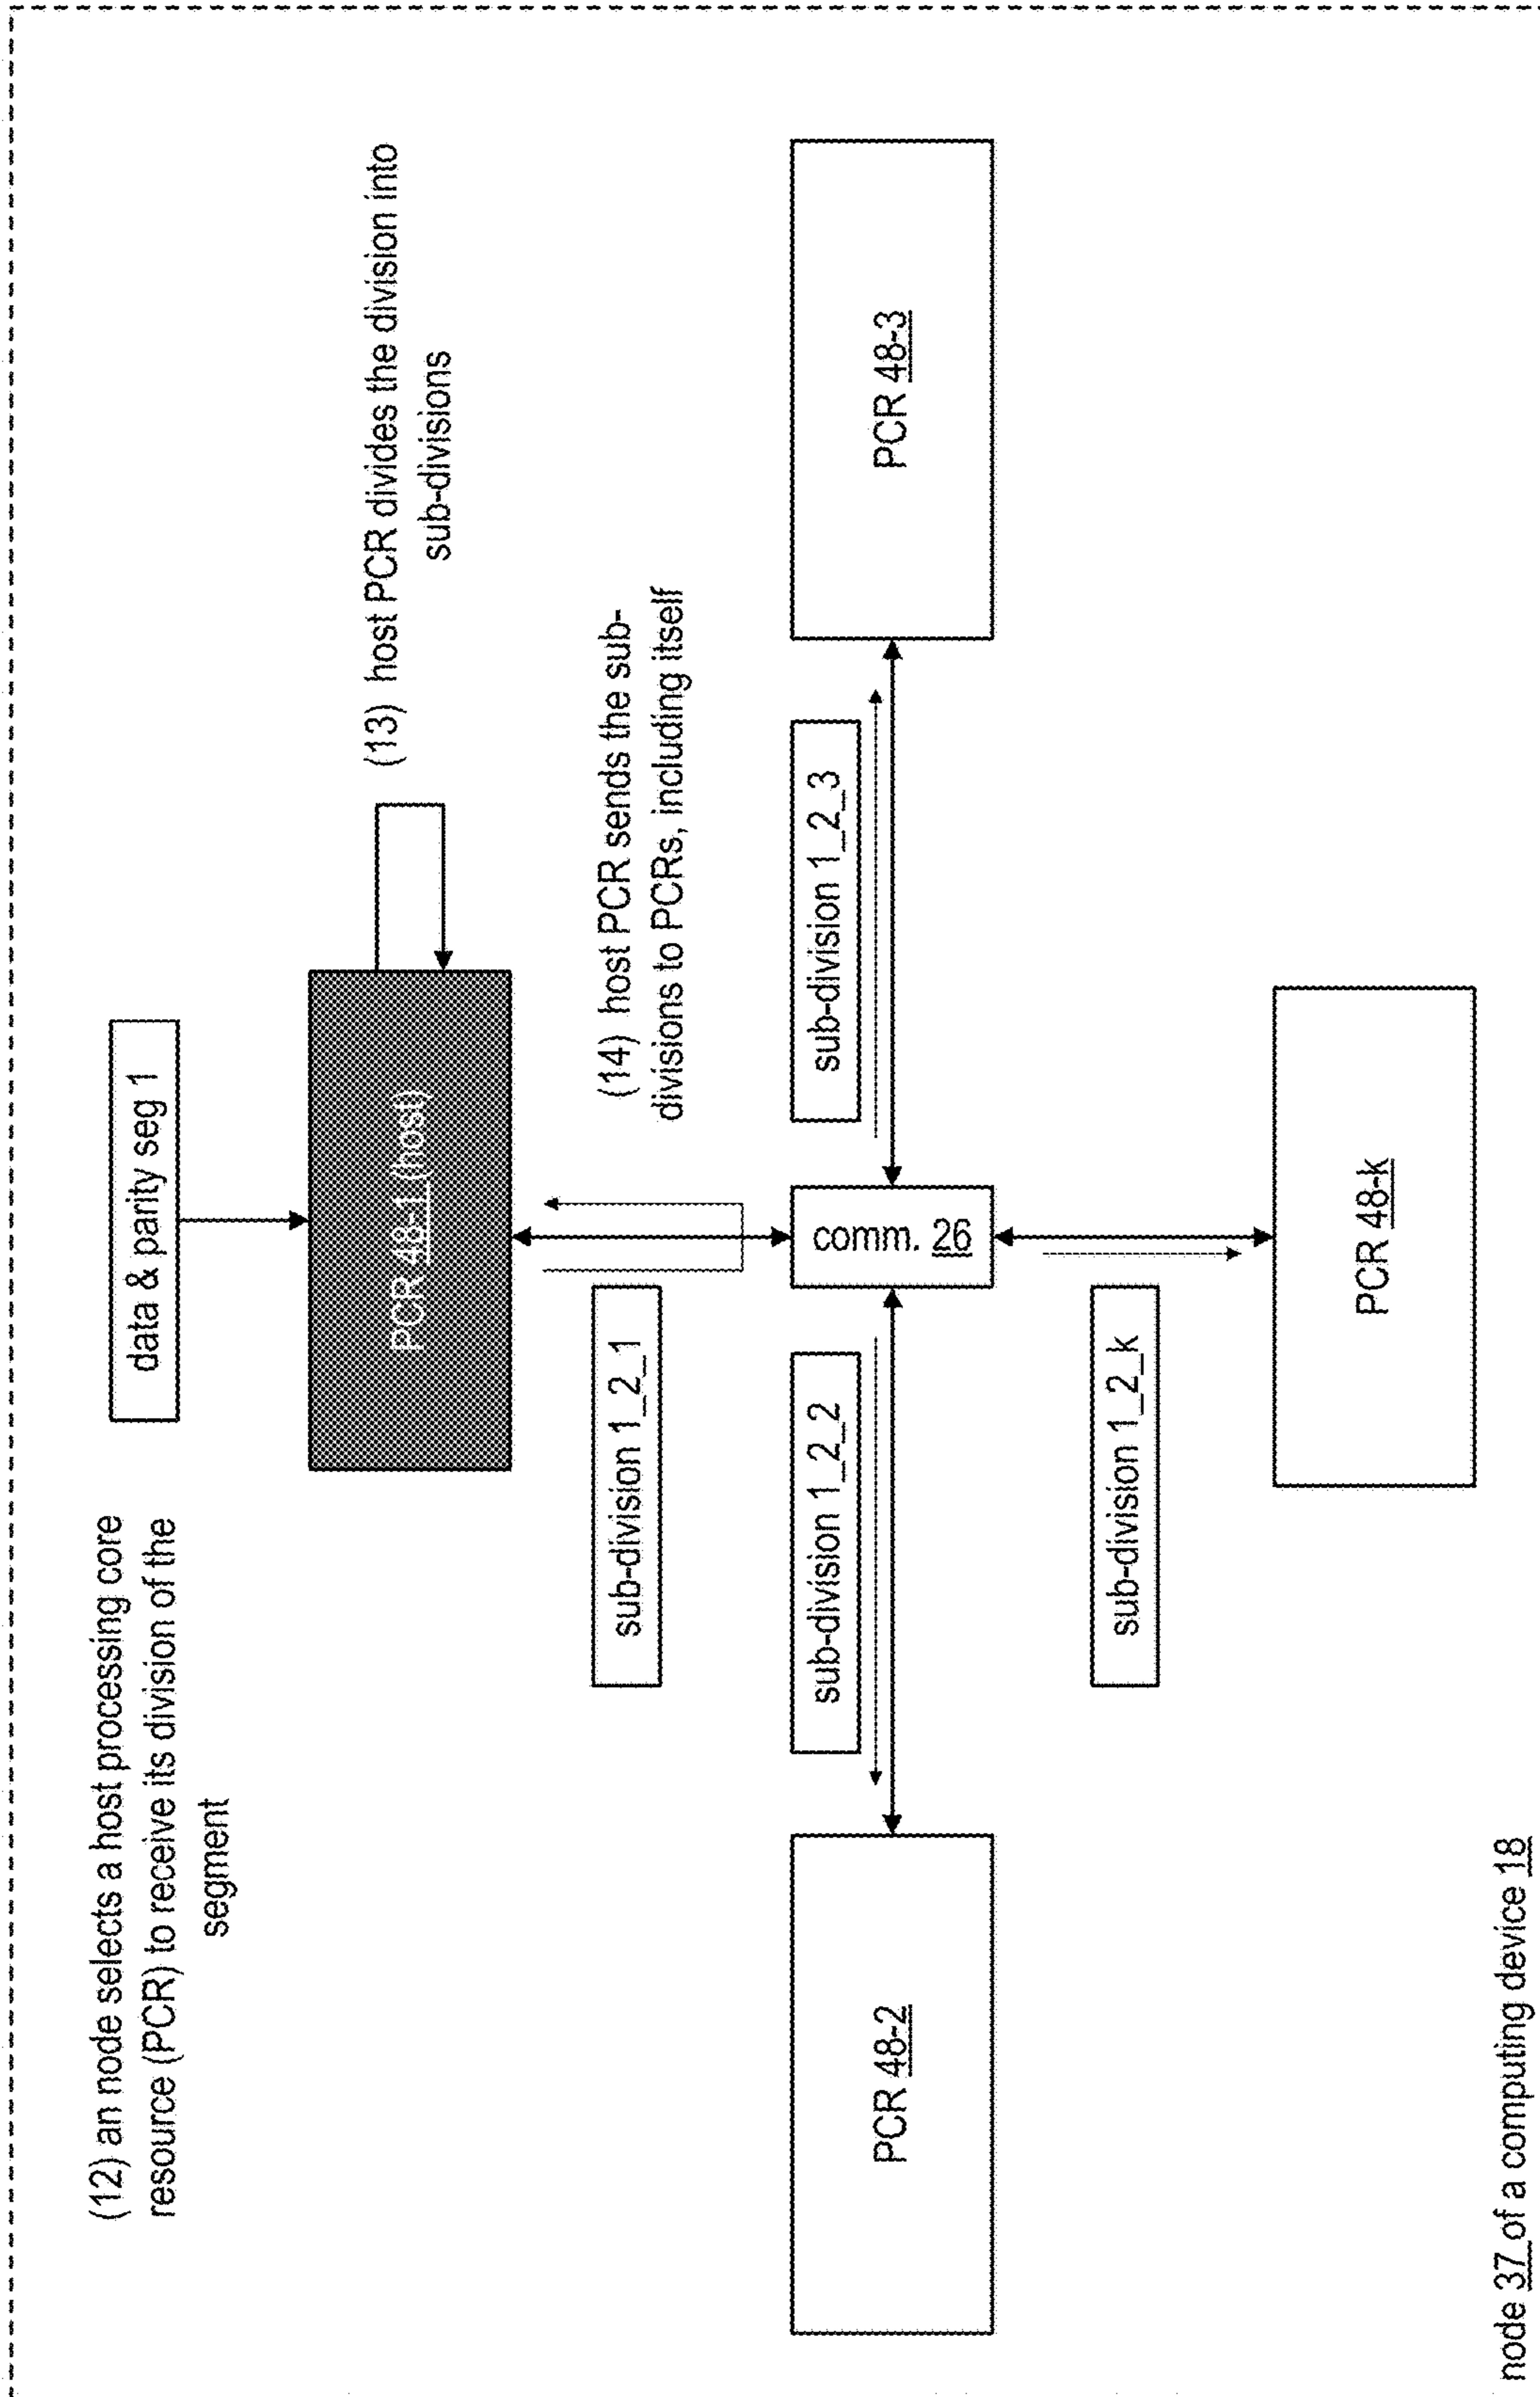 (12) an node selects a host processing core
resource (PCR) to receive its division of the
segment
data & parity seg 1
PCR 48-1 (host)
(13) host PCR divides the division into
sub-divisions
(14) host PCR sends the sub-
divisions to PCRs, including itself
sub-division 1_2_1
sub-division 1_2_2
sub-division 1_2_3
PCR 48-2
comm. 26
PCR 48-3
sub-division 1_2_k
PCR 48-k
node 37 of a computing device 18